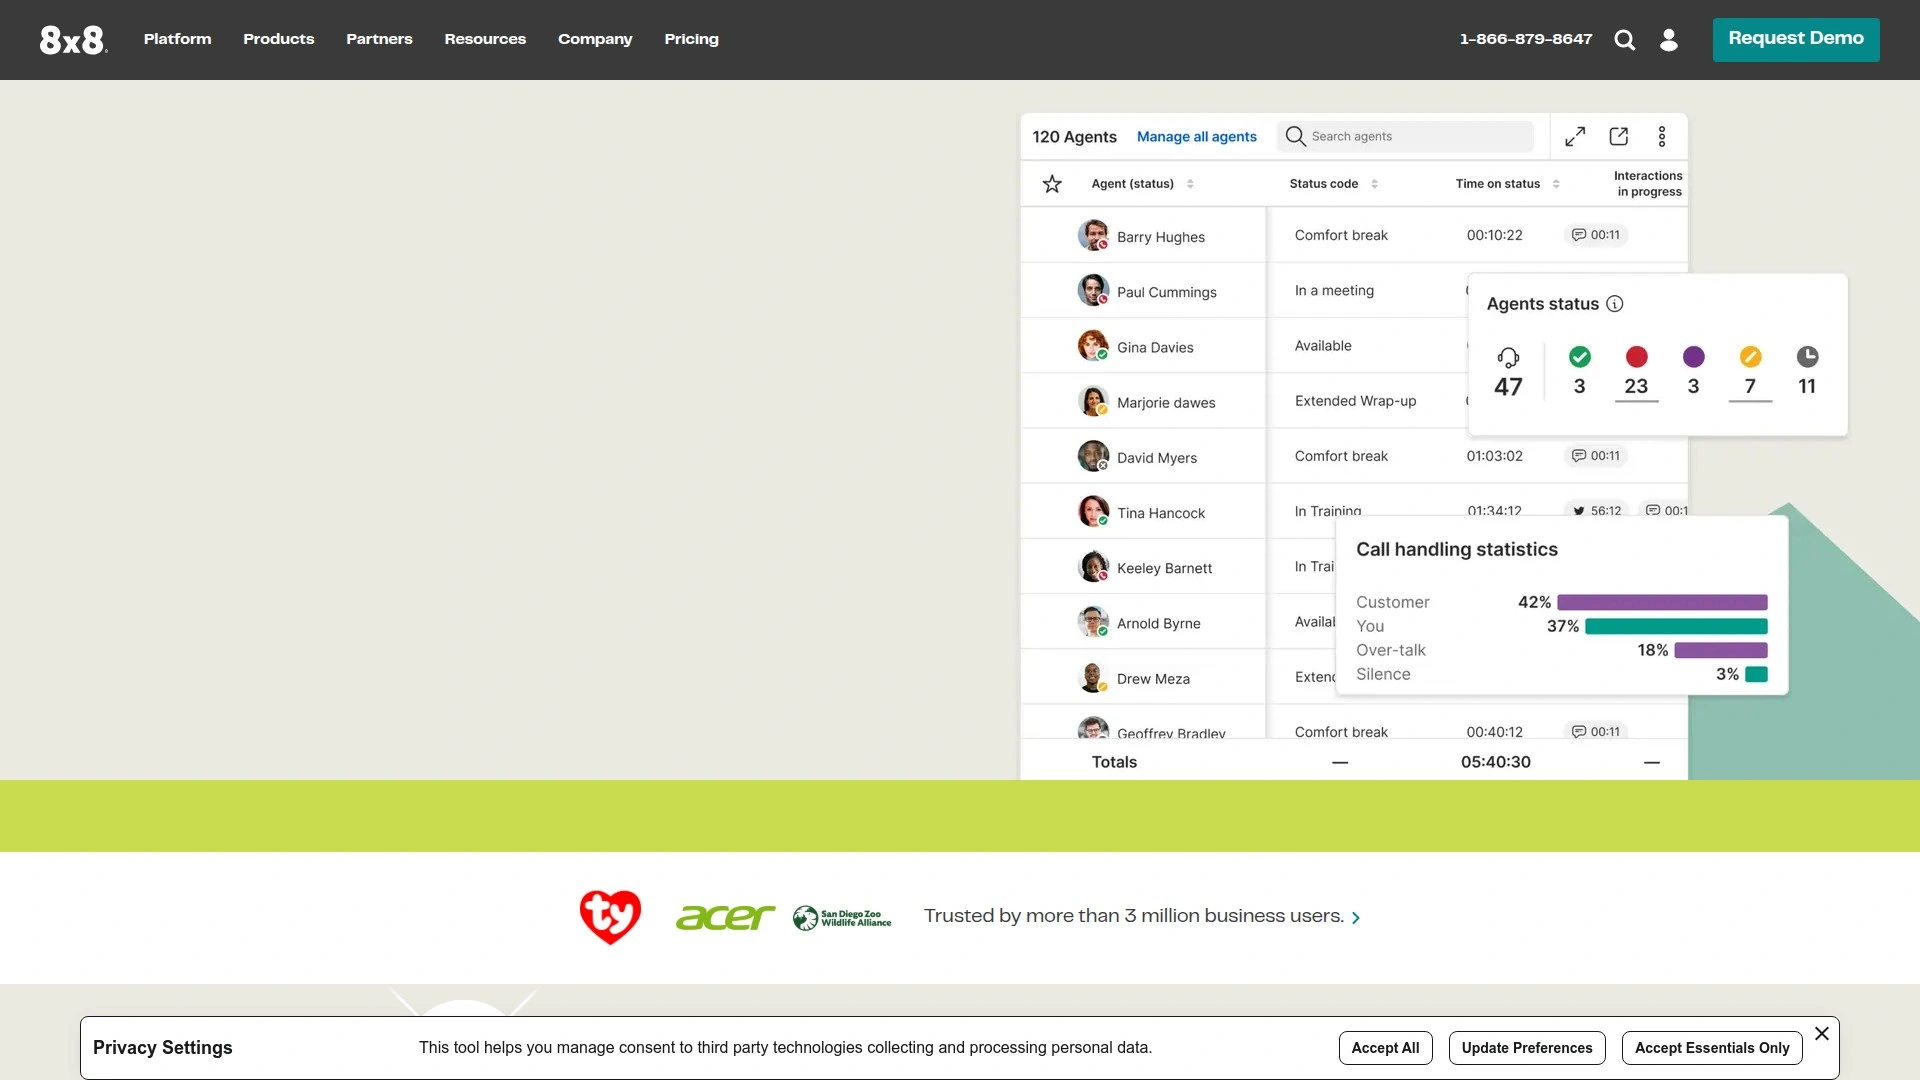 8x8 Platform Products Partners Resources Company Pricing 1-866-879-8647 Request Demo
120 Agents Manage all agents Search agents
Agent (status) Status code Time on status Interactions in progress
Barry Hughes Comfort break 00:10:22 00:11
Paul Cummings In a meeting
Gina Davies Available
Marjorie dawes Extended Wrap-up
David Myers Comfort break 01:03:02 00:11
Tina Hancock In Training 01:34:12 56:12 00:1
Keeley Barnett In Trai
Arnold Byrne Availab
Drew Meza Exten
Geoffrey Bradley Comfort break 00:40:12 00:11
Totals — 05:40:30 —
Agents status
47 3 23 3 7 11
Call handling statistics
Customer 42%
You 37%
Over-talk 18%
Silence 3%
ty acer San Diego Zoo Wildlife Alliance Trusted by more than 3 million business users.
Privacy Settings This tool helps you manage consent to third party technologies collecting and processing personal data. Accept All Update Preferences Accept Essentials Only